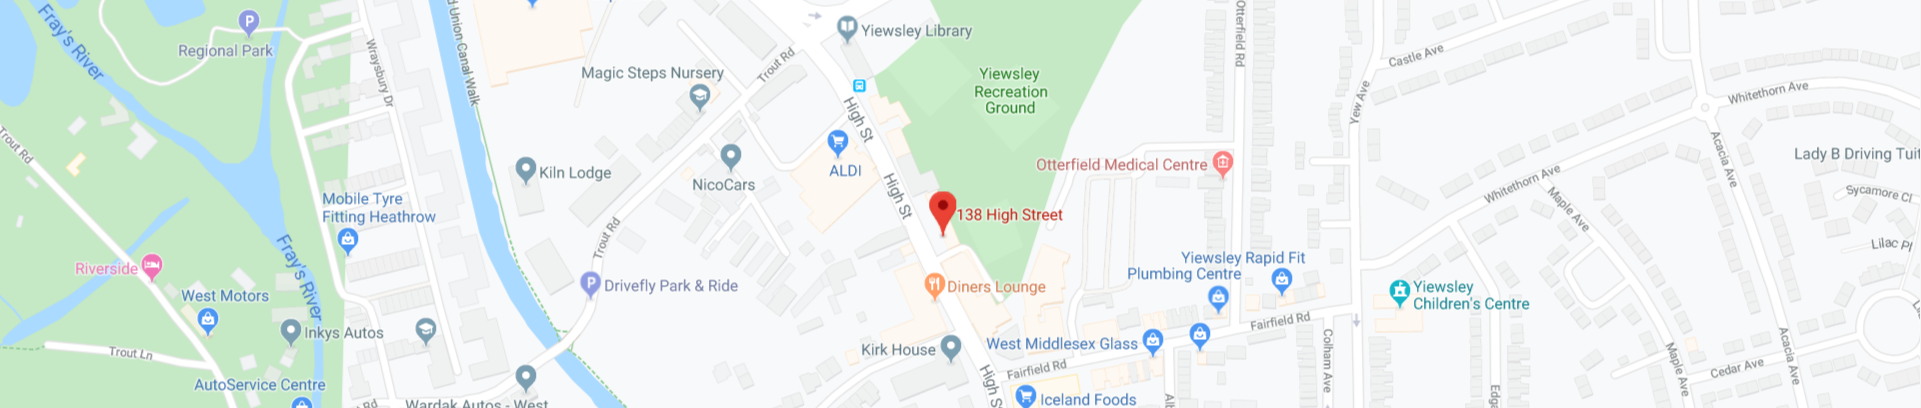 Fray's River
Regional Park
Wraysbury Dr
Union Canal Walk
Trout Rd
Yiewsley Library
Magic Steps Nursery
Yiewsley
Recreation
Ground
High St
Otterfield Rd
Castle Ave
Yew Ave
Whitethorn Ave
Trout Rd
ALDI
Kiln Lodge
NicoCars
Otterfield Medical Centre
Acacia Ave
Lady B Driving Tuit
Whitethorn Ave
Maple Ave
Sycamore Cl
Mobile Tyre
Fitting Heathrow
High St
138 High Street
Trout Rd
Fray's River
Riverside
Lilac Pl
Yiewsley Rapid Fit
Plumbing Centre
Drivefly Park & Ride
Diners Lounge
Yiewsley
Children's Centre
West Motors
Inkys Autos
Fairfield Rd
Colham Ave
West Middlesex Glass
Kirk House
Trout Ln
Fairfield Rd
Maple Ave
Acacia Ave
Cedar Ave
AutoService Centre
High S
Iceland Foods
Wardak Autos - West
Rd
Alb
Edga